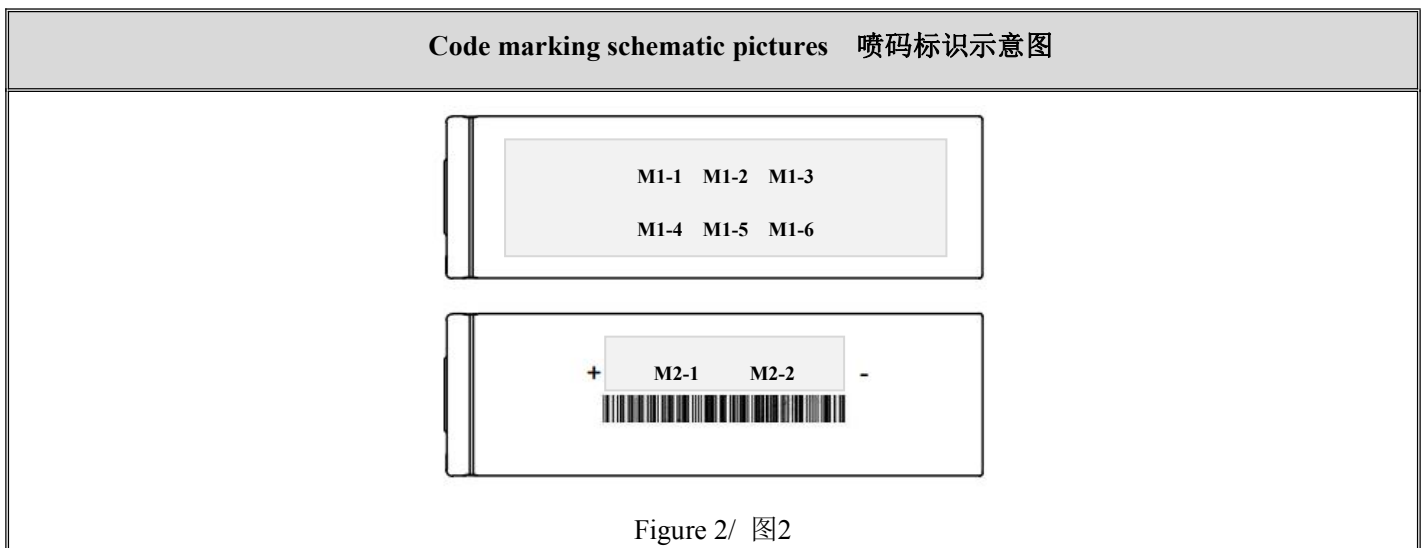 Code marking schematic pictures 喷码标识示意图
M1-1 M1-2 M1-3
M1-4 M1-5 M1-6
+ M2-1 M2-2 -
Figure 2/ 图2